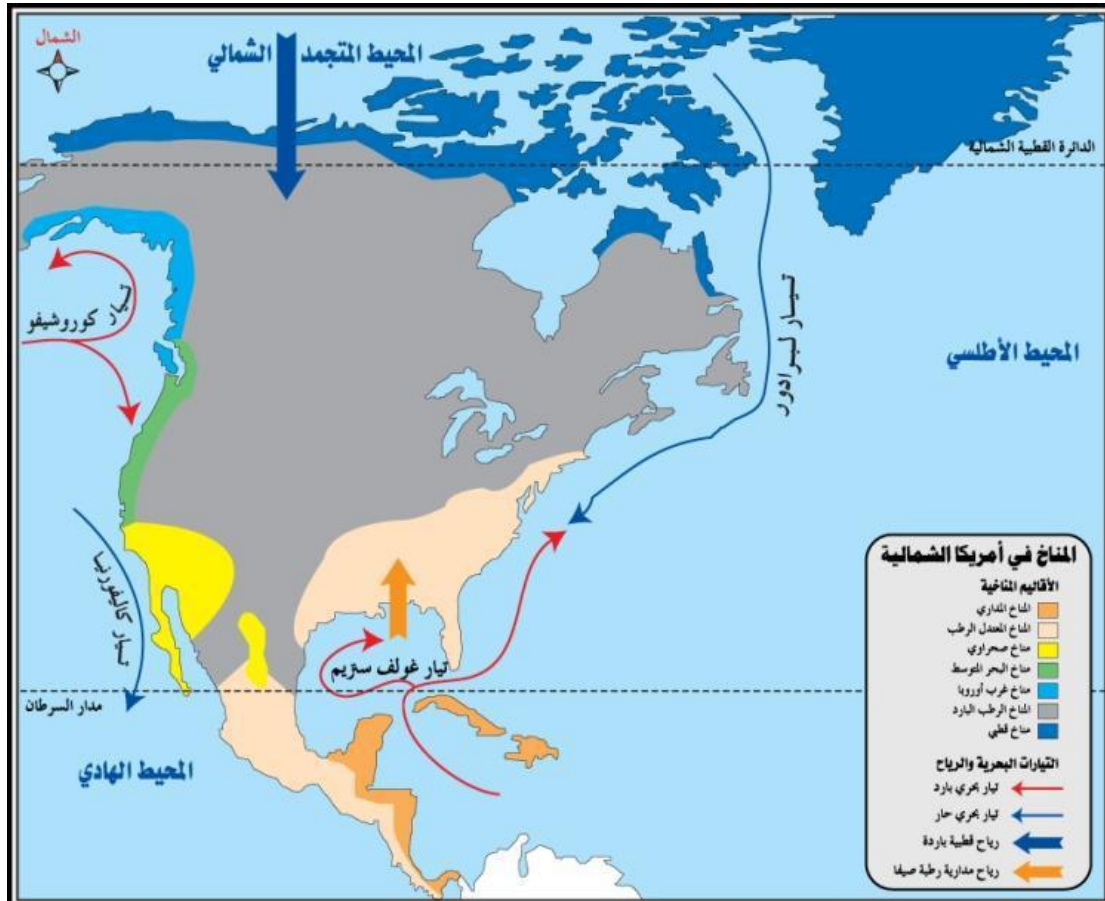 الشمال
المحيط المتجمد الشمالي
الدائرة القطبية الشمالية
تيار كوروشيفو
تيار لبرادور
المحيط الأطلسي
تيار كاليفورنيا
تيار غولف ستريم
مدار السرطان
المحيط الهادي
المناخ في أمريكا الشمالية
الأقاليم المناخية
المناخ المداري
المناخ المعتدل الرطب
مناخ صحراوي
مناخ البحر المتوسط
مناخ غرب أوروبا
المناخ الرطب البارد
مناخ قطبي
التيارات البحرية والرياح
تيار بحري بارد
تيار بحري حار
رياح قطبية باردة
رياح مدارية رطبة صيفا